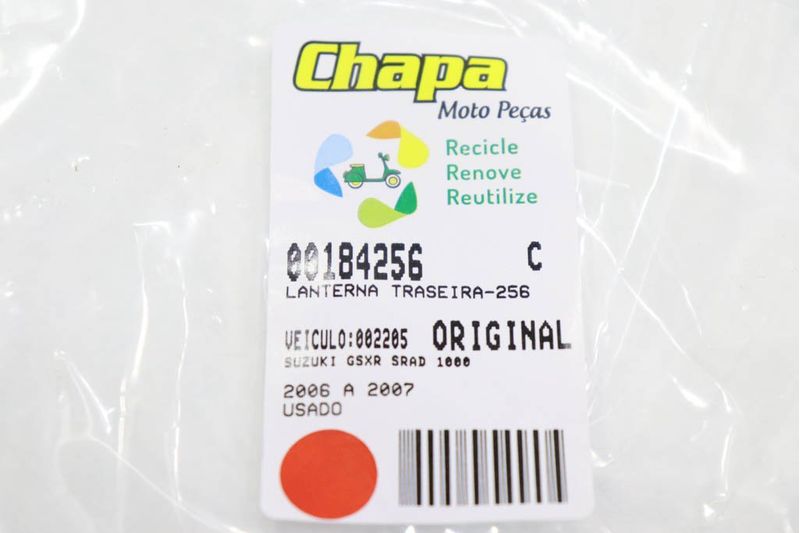 Chapa
Moto Peças
Recicle
Renove
Reutilize
00184256 C
LANTERNA TRASEIRA-256
VEICULO:002205 ORIGINAL
SUZUKI GSXR SRAD 1000
2006 A 2007
USADO